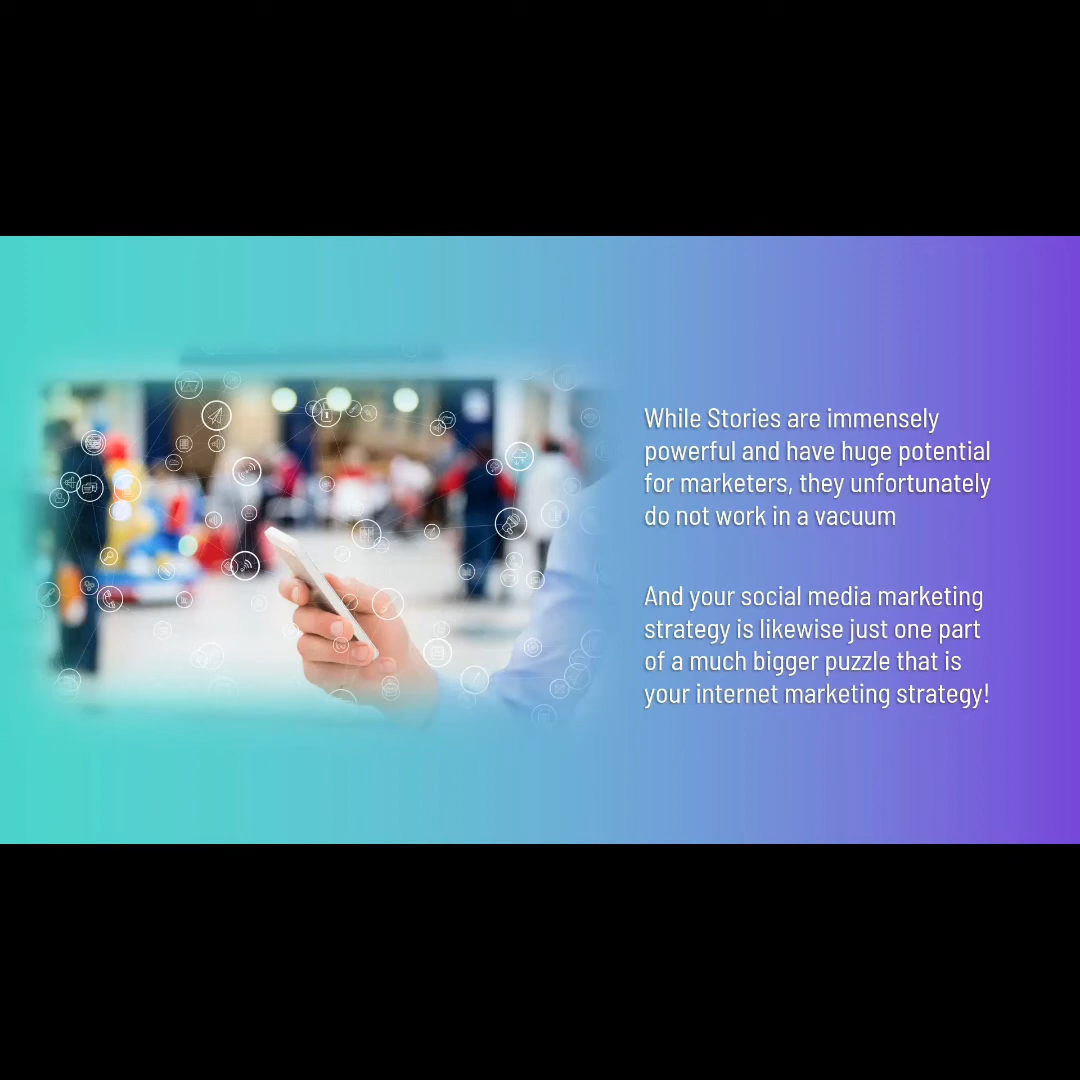 While Stories are immensely
powerful and have huge potential
for marketers, they unfortunately
do not work in a vacuum
And your social media marketing
strategy is likewise just one part
of a much bigger puzzle that is
your internet marketing strategy!